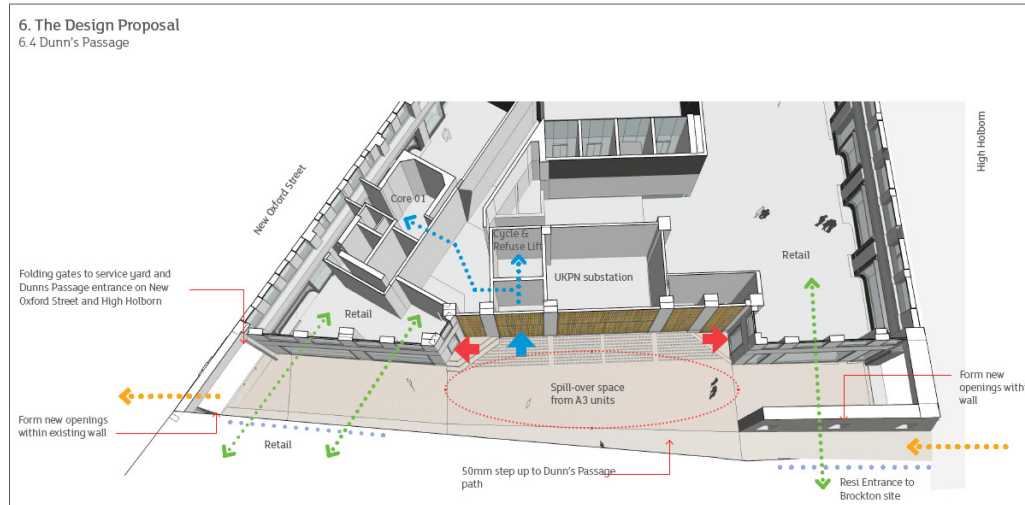 6. The Design Proposal
6.4 Dunn's Passage
New Oxford Street
High Holborn
Core 01
Cycle &
Refuse Lift
UKPN substation
Retail
Folding gates to service yard and
Dunns Passage entrance on New
Oxford Street and High Holborn
Retail
Spill-over space
from A3 units
Form new
openings with
wall
Form new openings
within existing wall
Retail
50mm step up to Dunn's Passage
path
Resi Entrance to
Brockton site